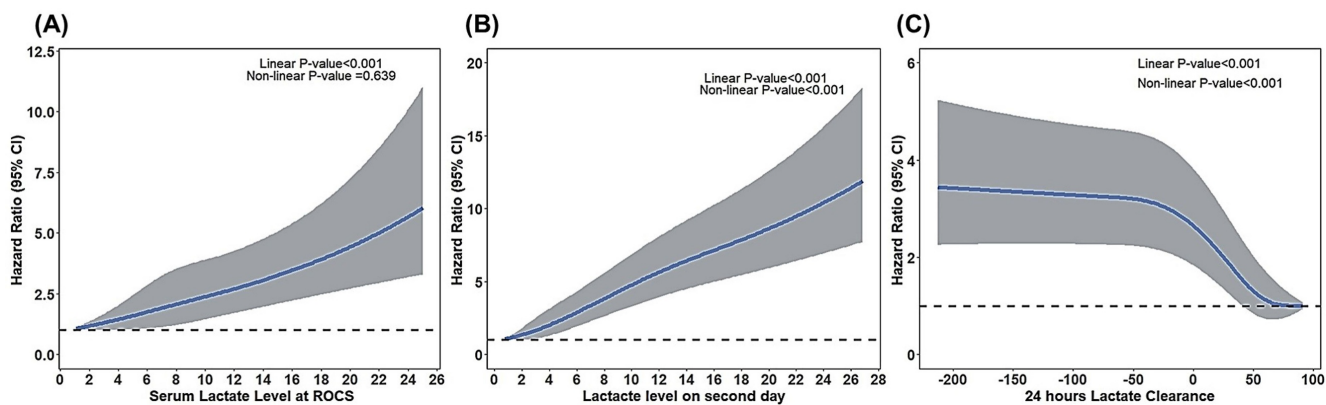 (A)
Linear P-value<0.001
Non-linear P-value =0.639
Hazard Ratio (95% CI)
12.5
10.0
7.5
5.0
2.5
0.0
0 2 4 6 8 10 12 14 16 18 20 22 24 26
Serum Lactate Level at ROCS
(B)
Linear P-value<0.001
Non-linear P-value<0.001
Hazard Ratio (95% CI)
20
15
10
5
0
0 2 4 6 8 10 12 14 16 18 20 22 24 26 28
Lactacte level on second day
(C)
Linear P-value<0.001
Non-linear P-value<0.001
Hazard Ratio (95% CI)
6
4
2
0
-200 -150 -100 -50 0 50 100
24 hours Lactate Clearance